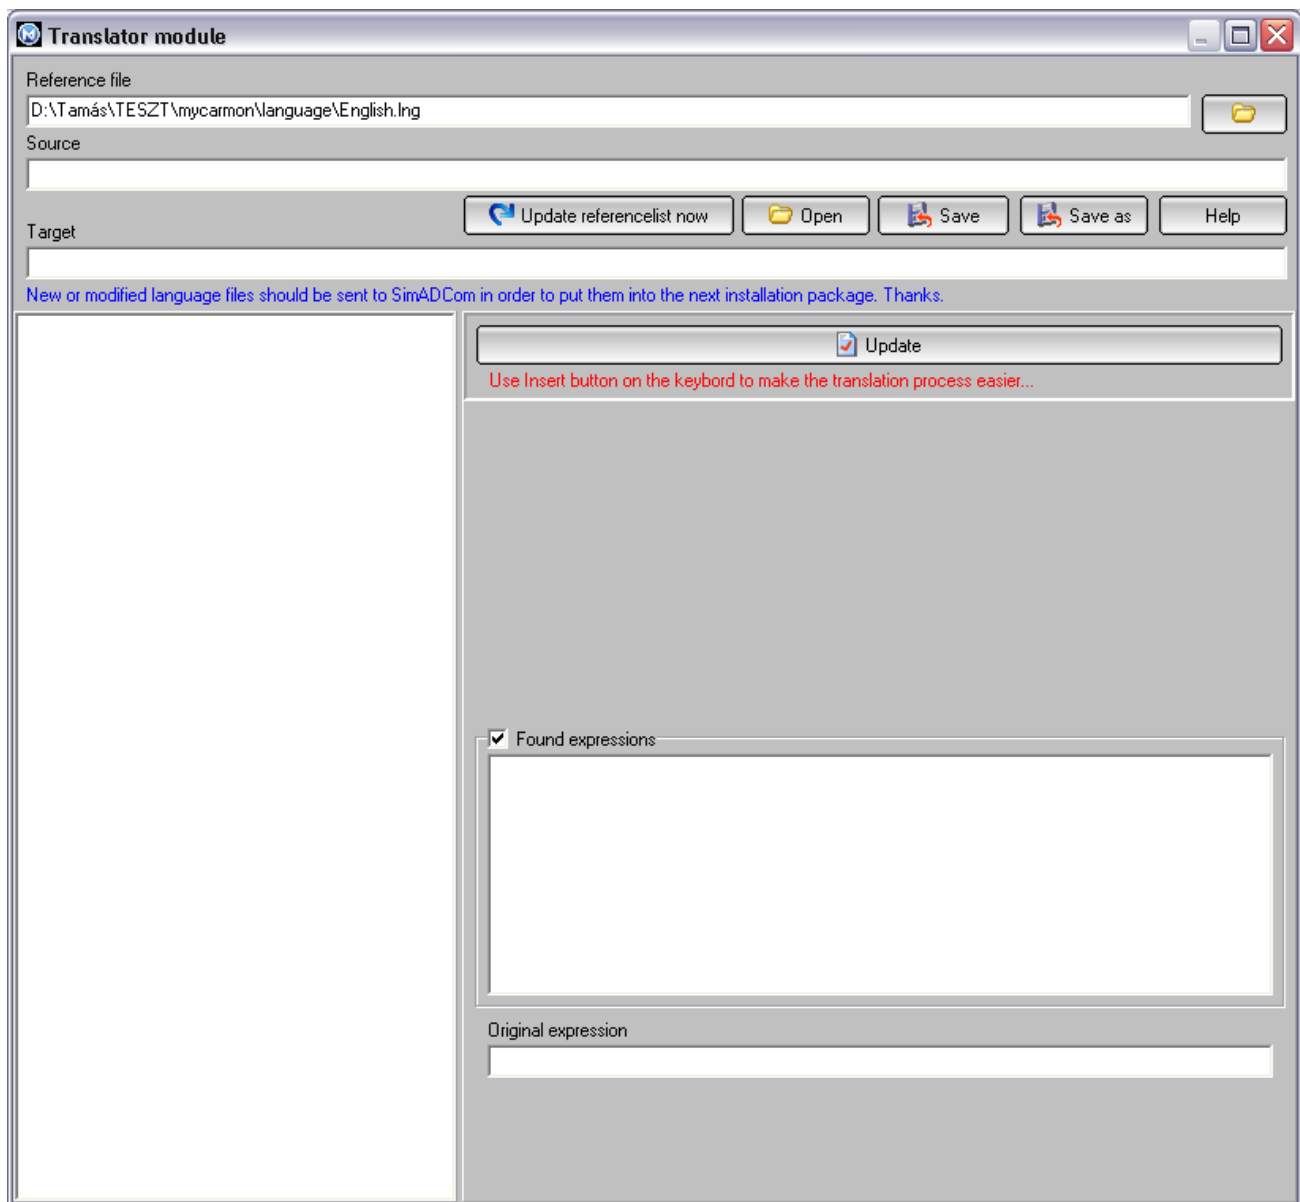 Translator module
Reference file
D:\Tamás\TESZT\mycarmon\language\English.lng
Source
Update referencelist now
Open
Save
Save as
Help
Target
New or modified language files should be sent to SimADCom in order to put them into the next installation package. Thanks.
Update
Use Insert button on the keybord to make the translation process easier...
Found expressions
Original expression